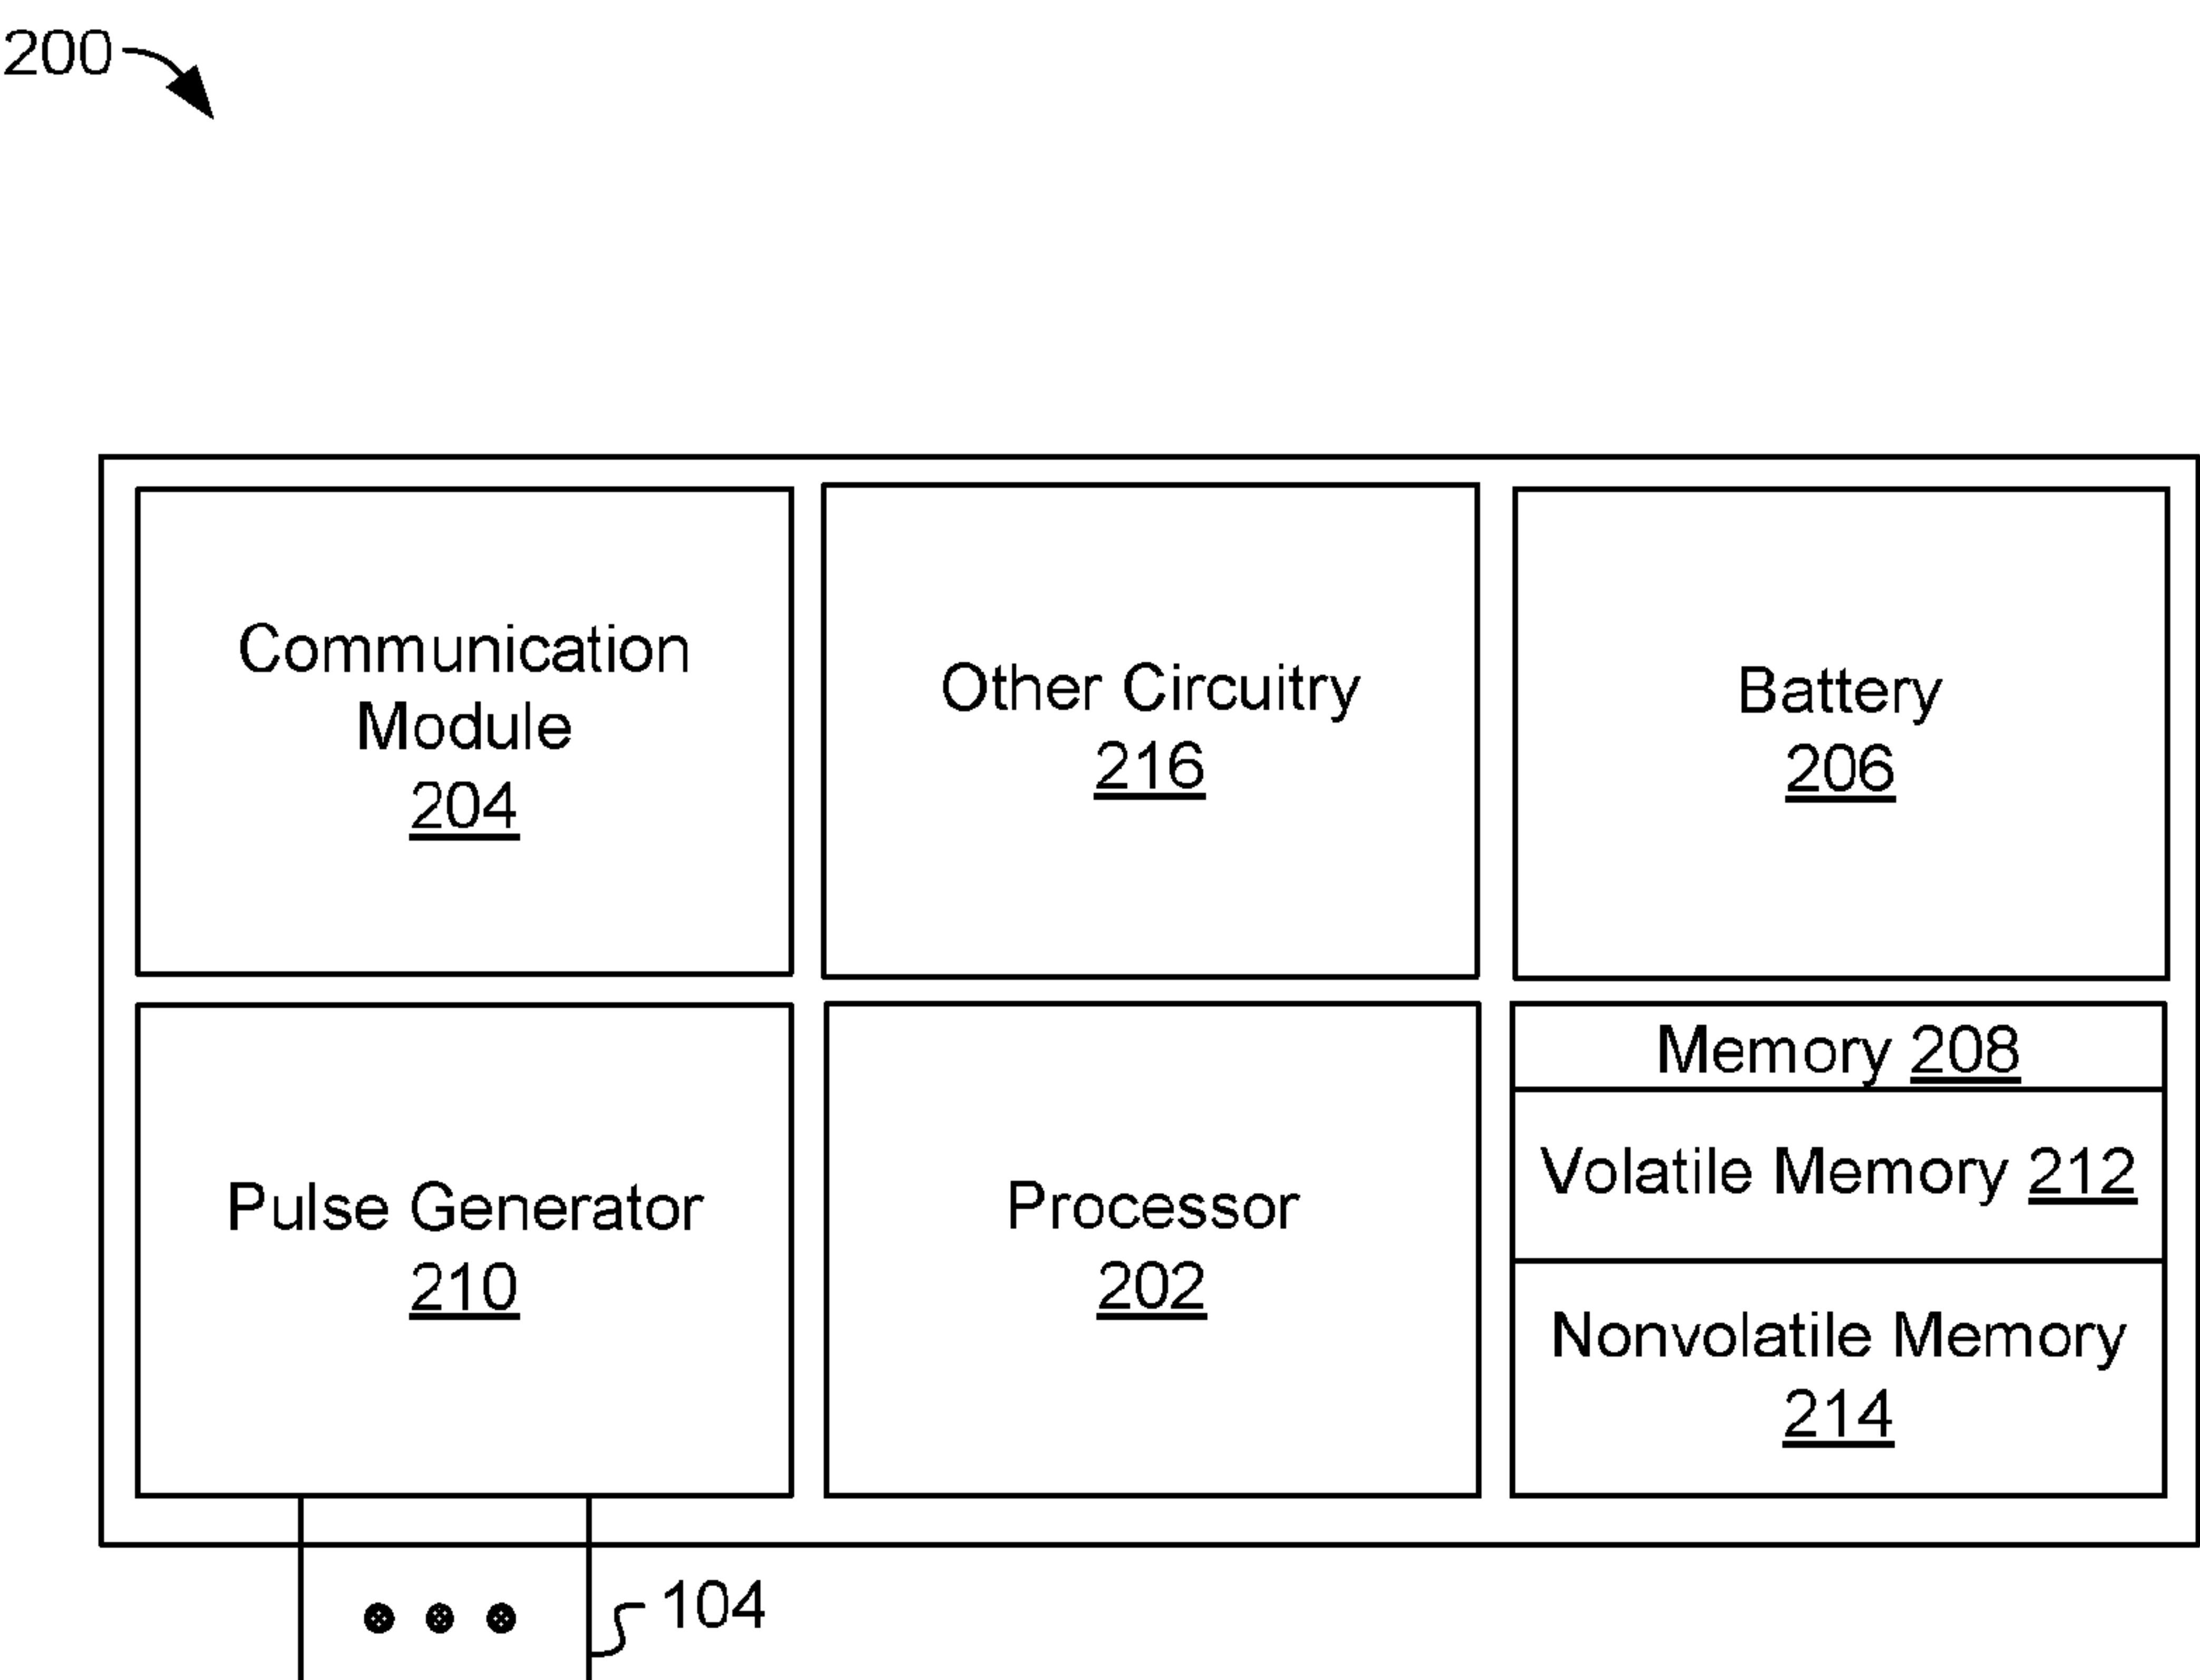 200
Communication
Module
204
Other Circuitry
216
Battery
206
Pulse Generator
210
Processor
202
Memory 208
Volatile Memory 212
Nonvolatile Memory
214
104